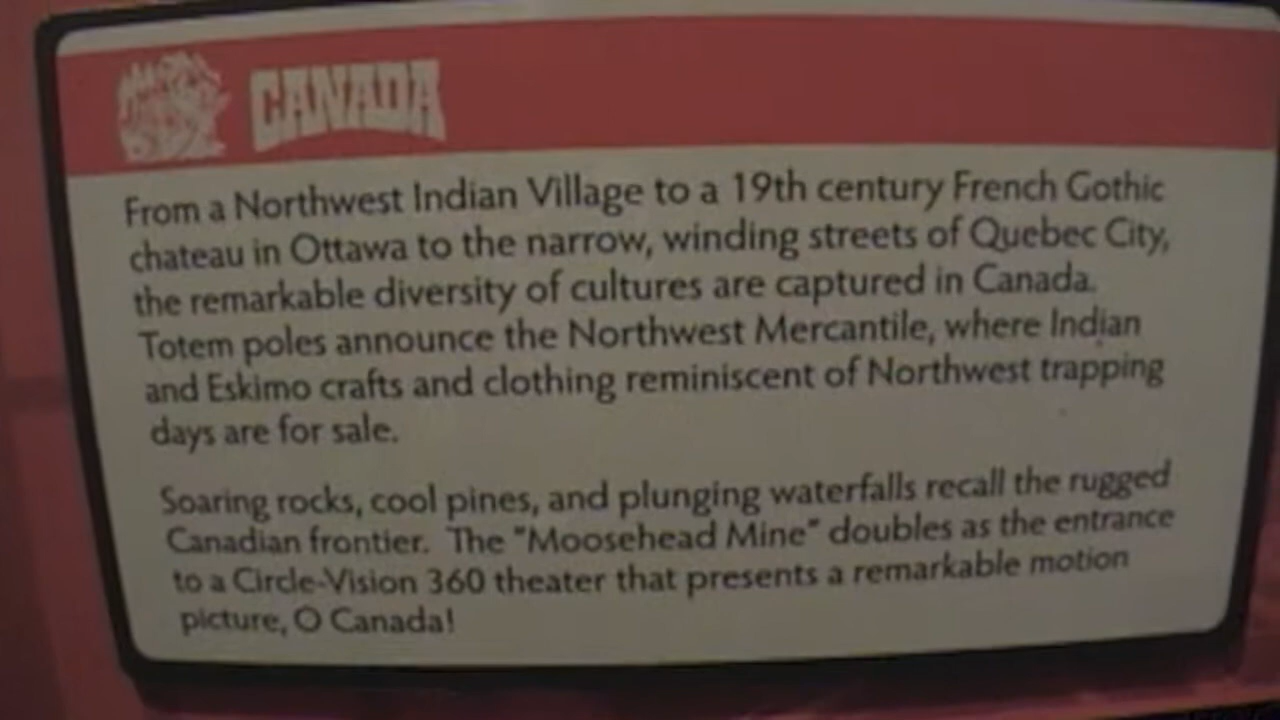 CANADA
From a Northwest Indian Village to a 19th century French Gothic
chateau in Ottawa to the narrow, winding streets of Quebec City,
the remarkable diversity of cultures are captured in Canada.
Totem poles announce the Northwest Mercantile, where Indian
and Eskimo crafts and clothing reminiscent of Northwest trapping
days are for sale.
Soaring rocks, cool pines, and plunging waterfalls recall the rugged
Canadian frontier. The "Moosehead Mine" doubles as the entrance
to a Circle-Vision 360 theater that presents a remarkable motion
picture, O Canada!